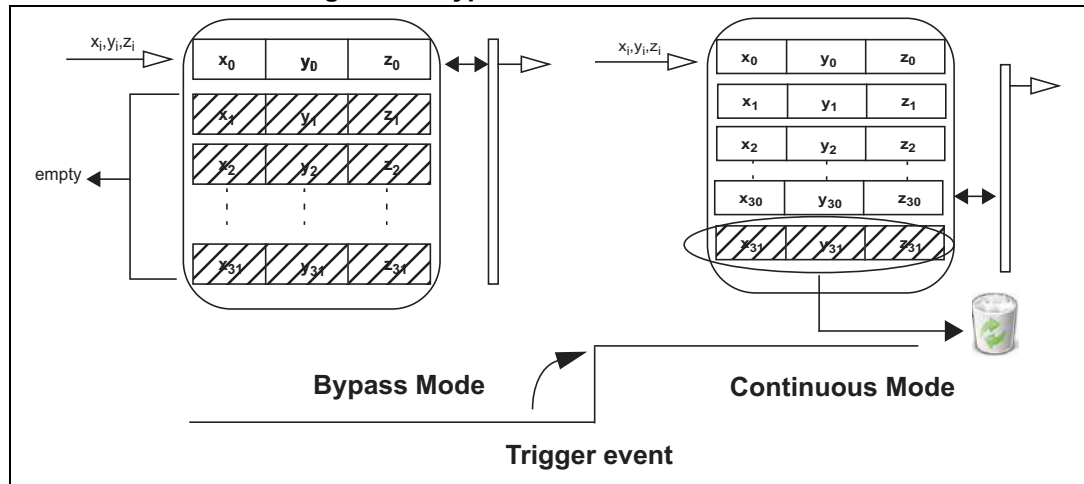 xi,yi,zi
x0 yD z0
x1 y1 z1
x2 y2 z2
x31 y31 z31
empty
xi,yi,zi
x0 y0 z0
x1 y1 z1
x2 y2 z2
x30 y30 z30
x31 y31 z31
Bypass Mode
Continuous Mode
Trigger event